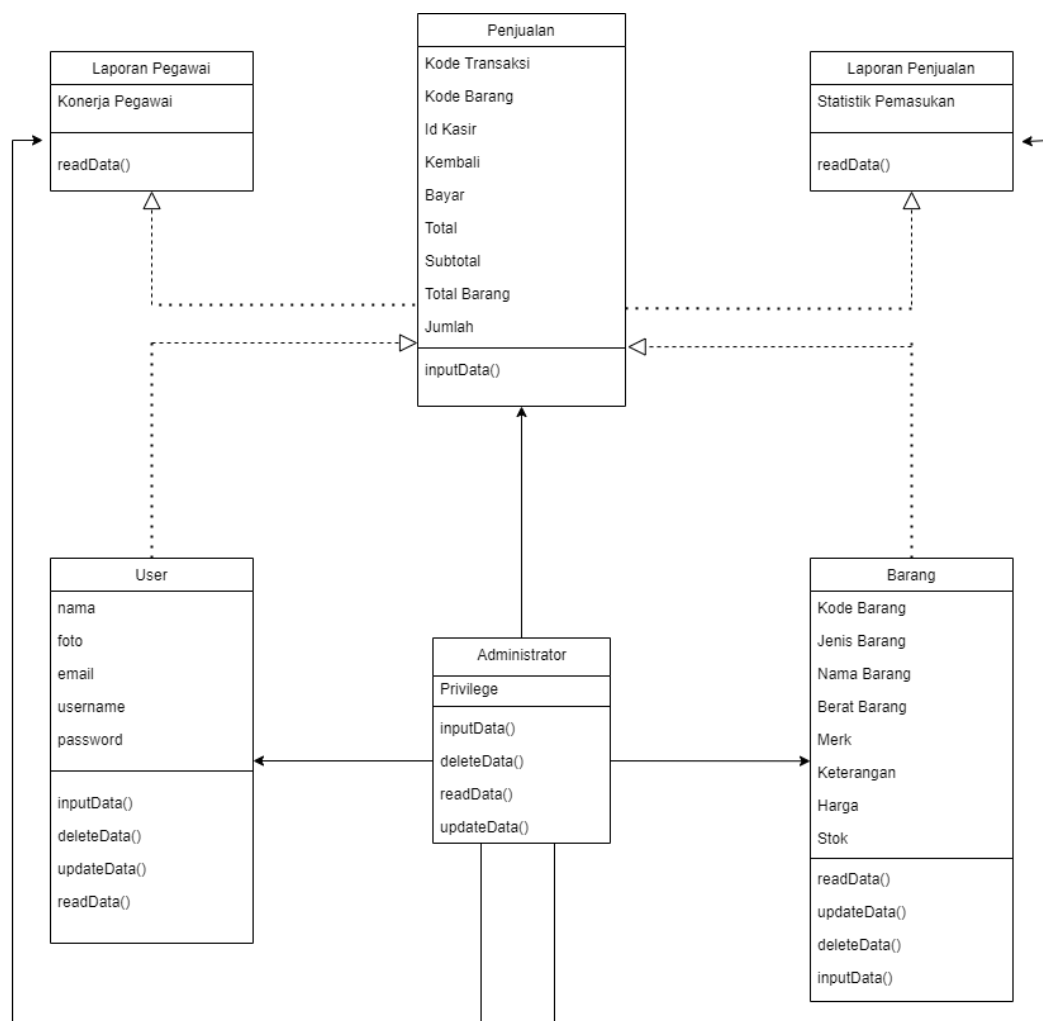 Penjualan
Kode Transaksi
Kode Barang
Id Kasir
Kembali
Bayar
Total
Subtotal
Total Barang
Jumlah
inputData()
Laporan Pegawai
Konerja Pegawai
readData()
Laporan Penjualan
Statistik Pemasukan
readData()
User
nama
foto
email
username
password
inputData()
deleteData()
updateData()
readData()
Administrator
Privilege
inputData()
deleteData()
readData()
updateData()
Barang
Kode Barang
Jenis Barang
Nama Barang
Berat Barang
Merk
Keterangan
Harga
Stok
readData()
updateData()
deleteData()
inputData()